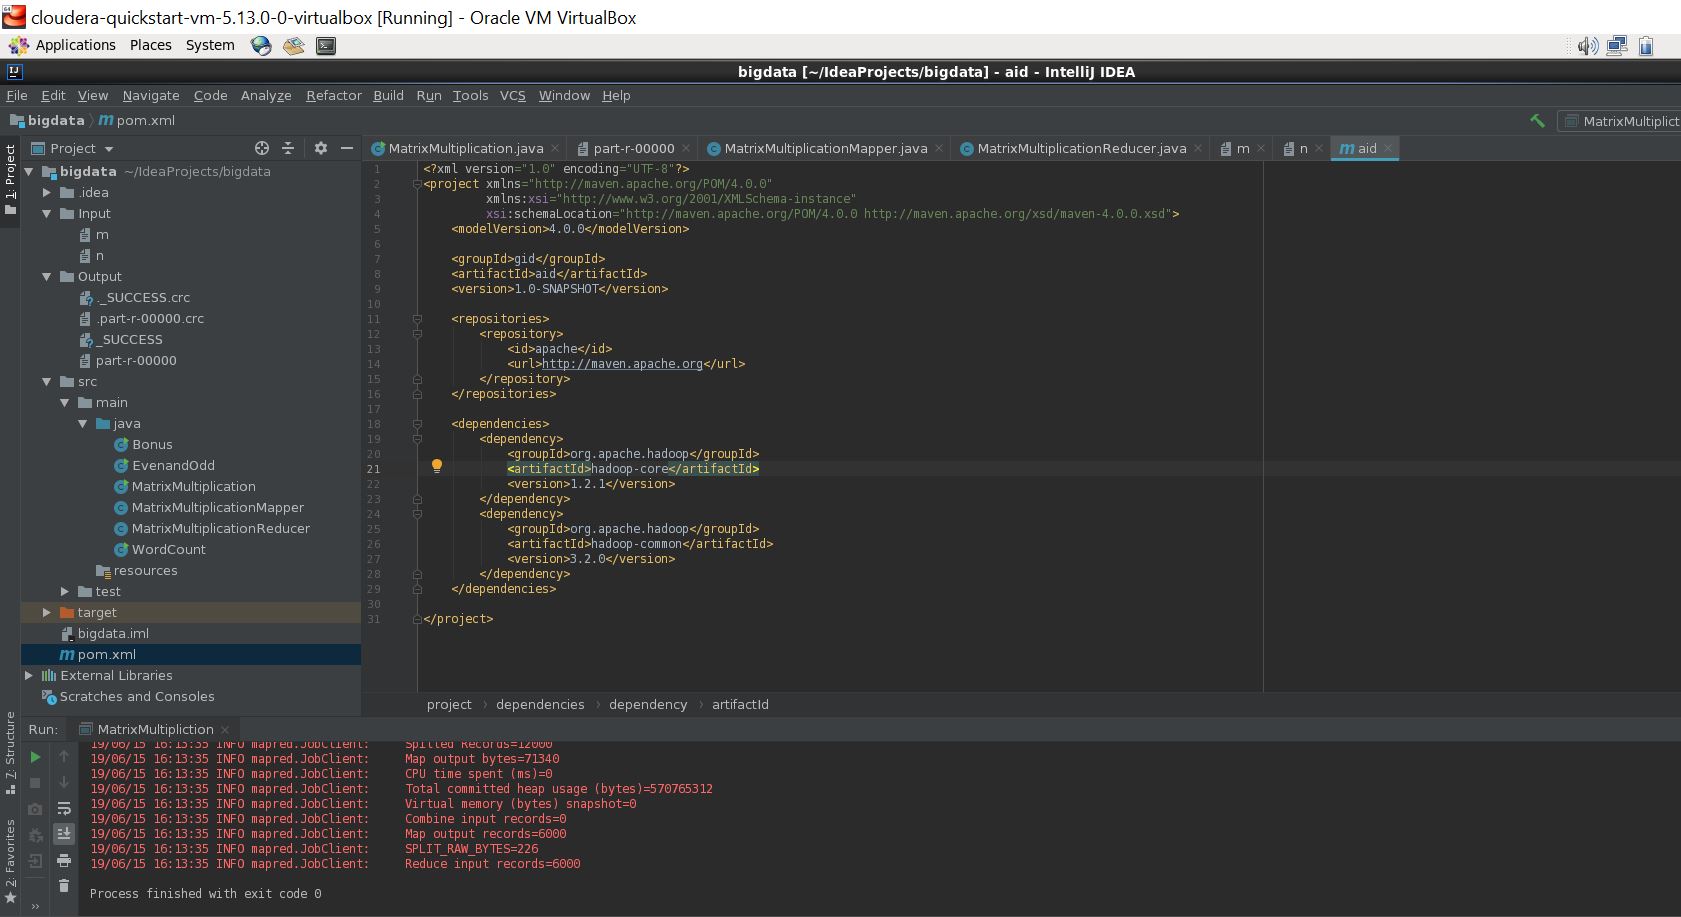 cloudera-quickstart-vm-5.13.0-0-virtualbox [Running] - Oracle VM VirtualBox
Applications Places System
bigdata [~/IdeaProjects/bigdata] - aid - IntelliJ IDEA
File Edit View Navigate Code Analyze Refactor Build Run Tools VCS Window Help
bigdata pom.xml MatrixMultiplict
Project
MatrixMultiplication.java part-r-00000 MatrixMultiplicationMapper.java MatrixMultiplicationReducer.java m n aid
1: Project
7: Structure
2: Favorites
bigdata ~/IdeaProjects/bigdata
.idea
Input
m
n
Output
._SUCCESS.crc
.part-r-00000.crc
_SUCCESS
part-r-00000
src
main
java
Bonus
EvenandOdd
MatrixMultiplication
MatrixMultiplicationMapper
MatrixMultiplicationReducer
WordCount
resources
test
target
bigdata.iml
pom.xml
External Libraries
Scratches and Consoles
1 <?xml version="1.0" encoding="UTF-8"?>
2 <project xmlns="http://maven.apache.org/POM/4.0.0"
3 xmlns:xsi="http://www.w3.org/2001/XMLSchema-instance"
4 xsi:schemaLocation="http://maven.apache.org/POM/4.0.0 http://maven.apache.org/xsd/maven-4.0.0.xsd">
5 <modelVersion>4.0.0</modelVersion>
6
7 <groupId>gid</groupId>
8 <artifactId>aid</artifactId>
9 <version>1.0-SNAPSHOT</version>
10
11 <repositories>
12 <repository>
13 <id>apache</id>
14 <url>http://maven.apache.org</url>
15 </repository>
16 </repositories>
17
18 <dependencies>
19 <dependency>
20 <groupId>org.apache.hadoop</groupId>
21 <artifactId>hadoop-core</artifactId>
22 <version>1.2.1</version>
23 </dependency>
24 <dependency>
25 <groupId>org.apache.hadoop</groupId>
26 <artifactId>hadoop-common</artifactId>
27 <version>3.2.0</version>
28 </dependency>
29 </dependencies>
30
31 </project>
project › dependencies › dependency › artifactId
Run: MatrixMultipliction
19/06/15 16:13:35 INFO mapred.JobClient: Spilled Records=12000
19/06/15 16:13:35 INFO mapred.JobClient: Map output bytes=71340
19/06/15 16:13:35 INFO mapred.JobClient: CPU time spent (ms)=0
19/06/15 16:13:35 INFO mapred.JobClient: Total committed heap usage (bytes)=570765312
19/06/15 16:13:35 INFO mapred.JobClient: Virtual memory (bytes) snapshot=0
19/06/15 16:13:35 INFO mapred.JobClient: Combine input records=0
19/06/15 16:13:35 INFO mapred.JobClient: Map output records=6000
19/06/15 16:13:35 INFO mapred.JobClient: SPLIT_RAW_BYTES=226
19/06/15 16:13:35 INFO mapred.JobClient: Reduce input records=6000
Process finished with exit code 0